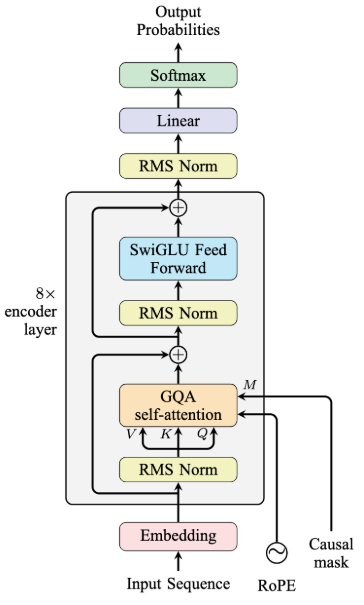 Output
Probabilities
Softmax
Linear
RMS Norm
SwiGLU Feed
Forward
8×
encoder
layer
RMS Norm
M
GQA
self-attention
V K Q
RMS Norm
Embedding
Causal
mask
Input Sequence
RoPE